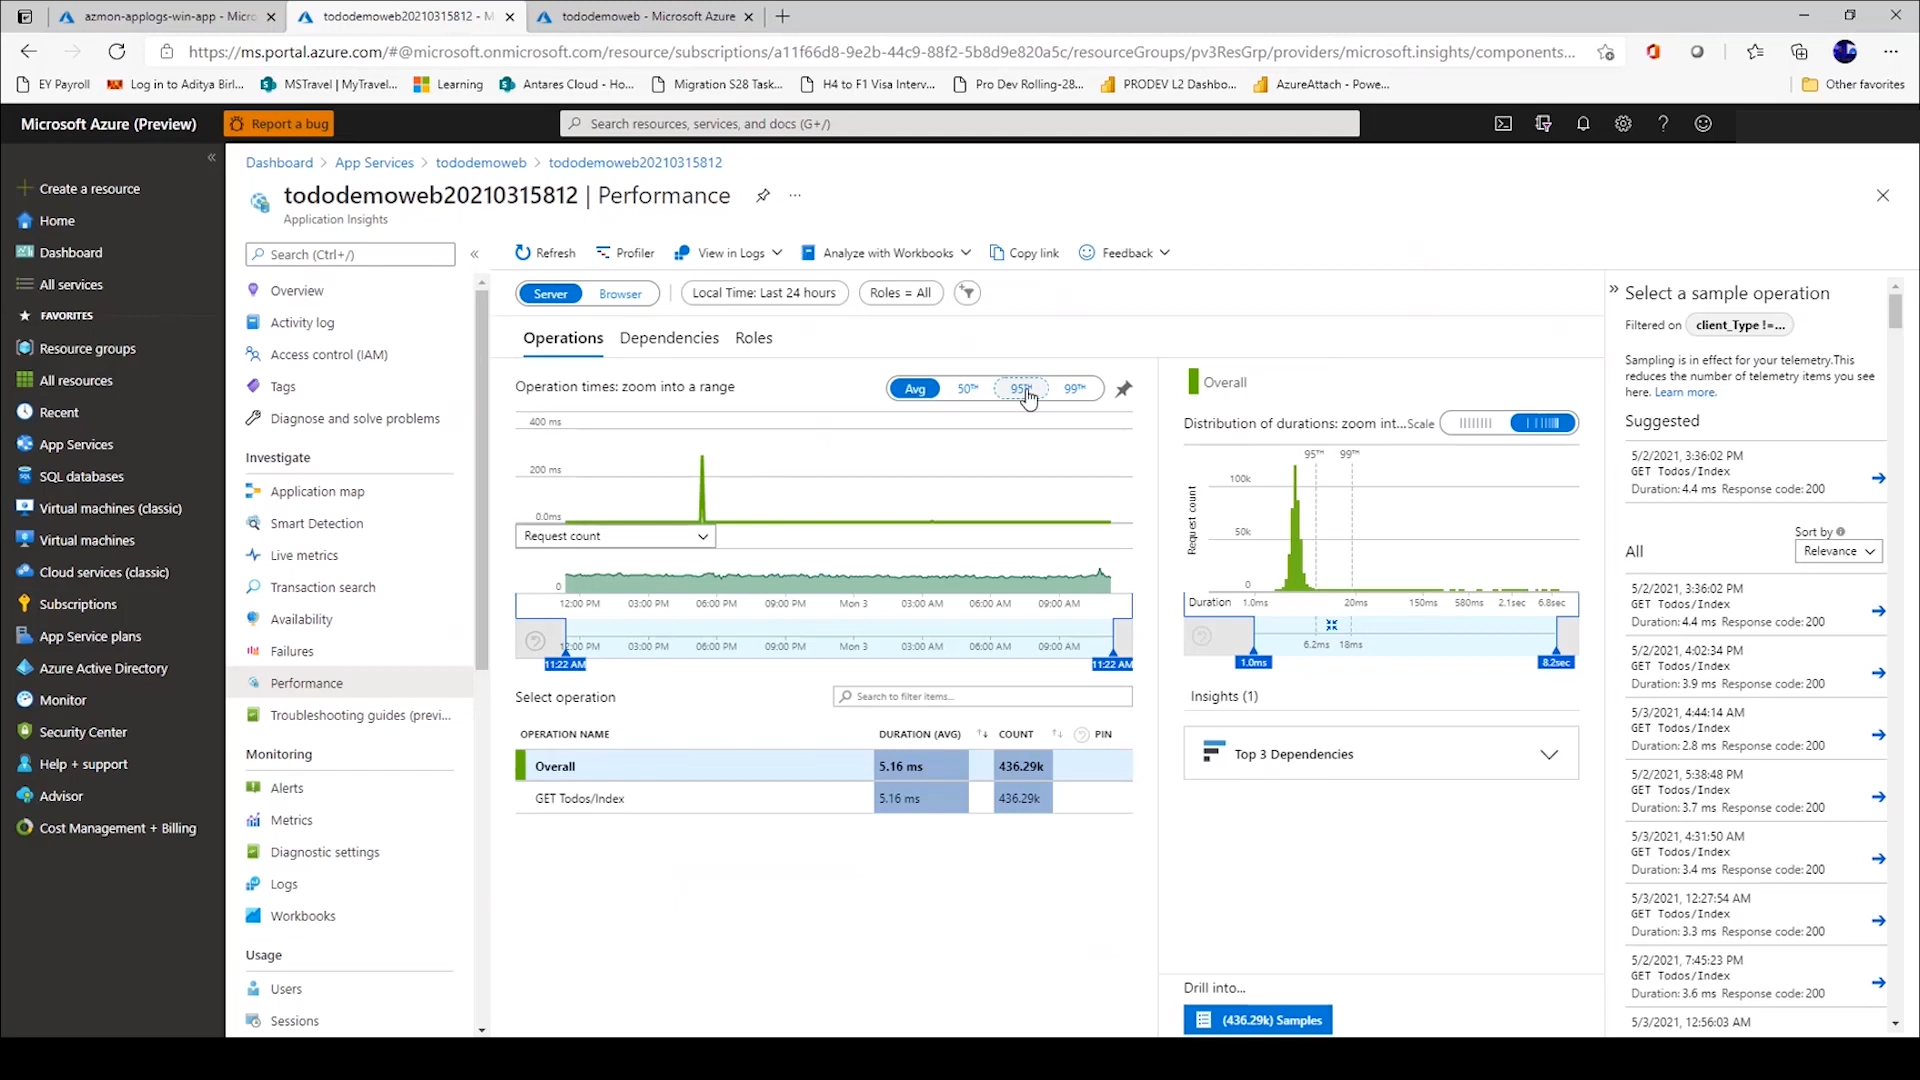 azmon-applogs-win-app - Micro
tododemoweb20210315812 - M
tododemoweb - Microsoft Azure
https://ms.portal.azure.com/#@microsoft.onmicrosoft.com/resource/subscriptions/a11f66d8-9e2b-44c9-88f2-5b8d9e820a5c/resourceGroups/pv3ResGrp/providers/microsoft.insights/components...
EY Payroll
Log in to Aditya Birl...
MSTravel | MyTravel...
Learning
Antares Cloud - Ho...
Migration S28 Task...
H4 to F1 Visa Interv...
Pro Dev Rolling-28...
PRODEV L2 Dashbo...
AzureAttach - Powe...
Other favorites
Microsoft Azure (Preview)
Report a bug
Search resources, services, and docs (G+/)
Create a resource
Home
Dashboard
All services
FAVORITES
Resource groups
All resources
Recent
App Services
SQL databases
Virtual machines (classic)
Virtual machines
Cloud services (classic)
Subscriptions
App Service plans
Azure Active Directory
Monitor
Security Center
Help + support
Advisor
Cost Management + Billing
Dashboard > App Services > tododemoweb > tododemoweb20210315812
tododemoweb20210315812 | Performance
Application Insights
Search (Ctrl+/)
Overview
Activity log
Access control (IAM)
Tags
Diagnose and solve problems
Investigate
Application map
Smart Detection
Live metrics
Transaction search
Availability
Failures
Performance
Troubleshooting guides (previ...
Monitoring
Alerts
Metrics
Diagnostic settings
Logs
Workbooks
Usage
Users
Sessions
Refresh
Profiler
View in Logs
Analyze with Workbooks
Copy link
Feedback
Server
Browser
Local Time: Last 24 hours
Roles = All
Operations
Dependencies
Roles
Operation times: zoom into a range
Avg
50TH
95TH
99TH
400 ms
200 ms
0.0ms
Request count
0
12:00 PM 03:00 PM 06:00 PM 09:00 PM Mon 3 03:00 AM 06:00 AM 09:00 AM
12:00 PM 03:00 PM 06:00 PM 09:00 PM Mon 3 03:00 AM 06:00 AM 09:00 AM
11:22 AM
11:22 AM
Select operation
Search to filter items...
OPERATION NAME DURATION (AVG) COUNT PIN
Overall 5.16 ms 436.29k
GET Todos/Index 5.16 ms 436.29k
Overall
Distribution of durations: zoom int...
Scale
95TH
99TH
Request count
100k
50k
0
Duration 1.0ms 20ms 150ms 580ms 2.1sec 6.8sec
6.2ms 18ms
1.0ms
8.2sec
Insights (1)
Top 3 Dependencies
Drill into...
(436.29k) Samples
Select a sample operation
Filtered on client_Type !=...
Sampling is in effect for your telemetry.This
reduces the number of telemetry items you see
here. Learn more.
Suggested
5/2/2021, 3:36:02 PM
GET Todos/Index
Duration: 4.4 ms Response code: 200
Sort by
All
Relevance
5/2/2021, 3:36:02 PM
GET Todos/Index
Duration: 4.4 ms Response code: 200
5/2/2021, 4:02:34 PM
GET Todos/Index
Duration: 3.9 ms Response code: 200
5/3/2021, 4:44:14 AM
GET Todos/Index
Duration: 2.8 ms Response code: 200
5/2/2021, 5:38:48 PM
GET Todos/Index
Duration: 3.7 ms Response code: 200
5/3/2021, 4:31:50 AM
GET Todos/Index
Duration: 3.4 ms Response code: 200
5/3/2021, 12:27:54 AM
GET Todos/Index
Duration: 3.3 ms Response code: 200
5/2/2021, 7:45:23 PM
GET Todos/Index
Duration: 3.6 ms Response code: 200
5/3/2021, 12:56:03 AM